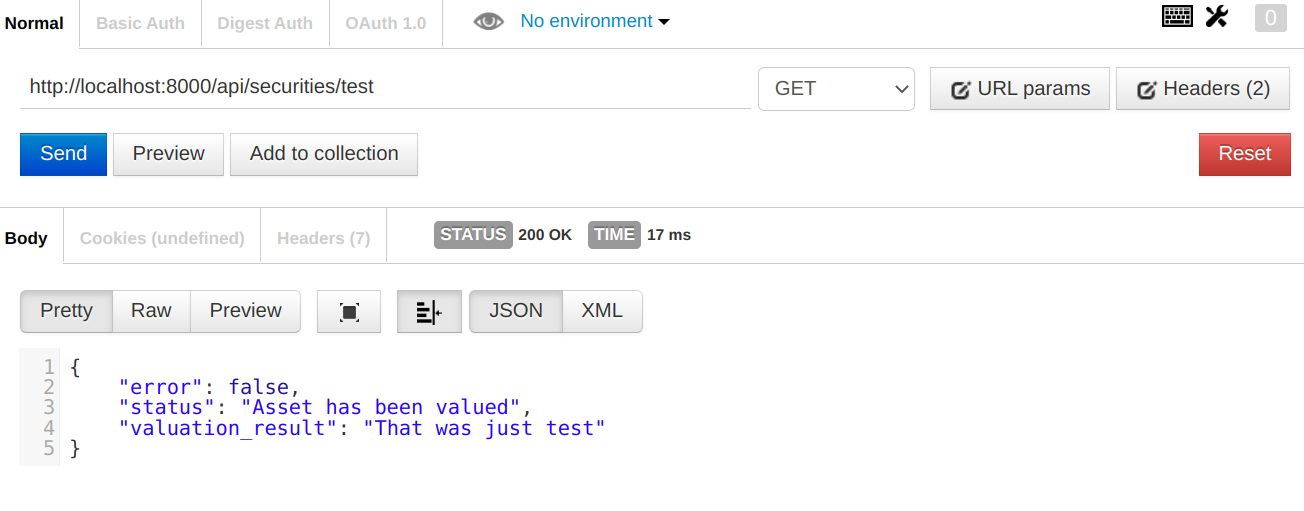 Normal Basic Auth Digest Auth OAuth 1.0 No environment 0
http://localhost:8000/api/securities/test GET URL params Headers (2)
Send Preview Add to collection Reset
Body Cookies (undefined) Headers (7) STATUS 200 OK TIME 17 ms
Pretty Raw Preview JSON XML
1 {
2 "error": false,
3 "status": "Asset has been valued",
4 "valuation_result": "That was just test"
5 }